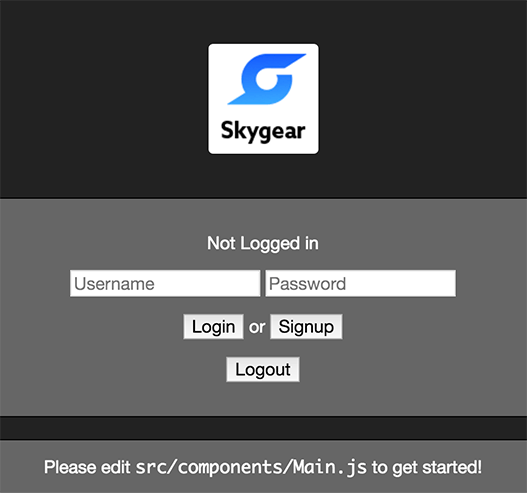 Skygear
Not Logged in
Username Password
Login or Signup
Logout
Please edit src/components/Main.js to get started!